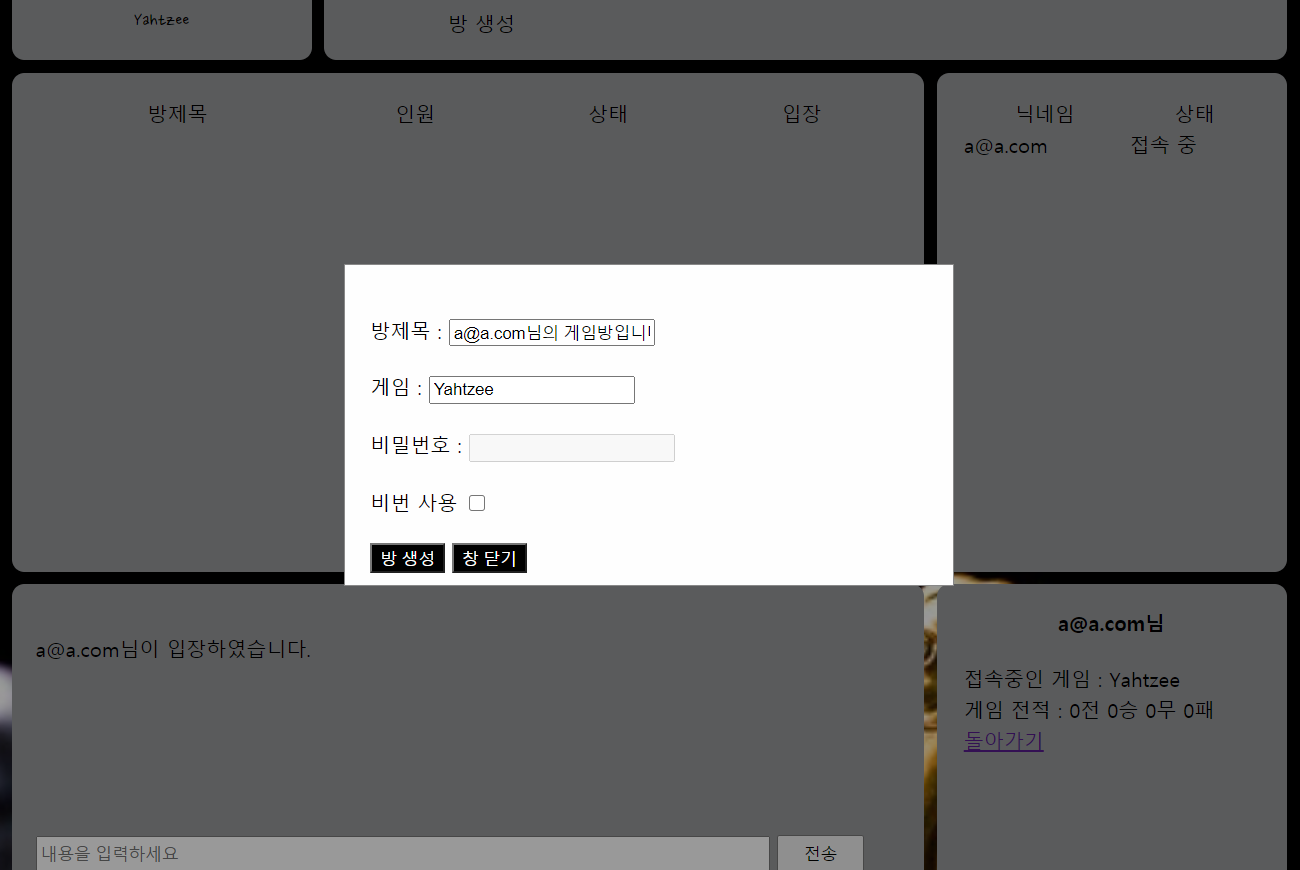 Yahtzee
방 생성
방제목 인원 상태 입장
닉네임 상태
a@a.com 접속 중
방제목 : a@a.com님의 게임방입니
게임 : Yahtzee
비밀번호 :
비번 사용
방 생성 창 닫기
a@a.com님이 입장하였습니다.
내용을 입력하세요 전송
a@a.com님
접속중인 게임 : Yahtzee
게임 전적 : 0전 0승 0무 0패
돌아가기